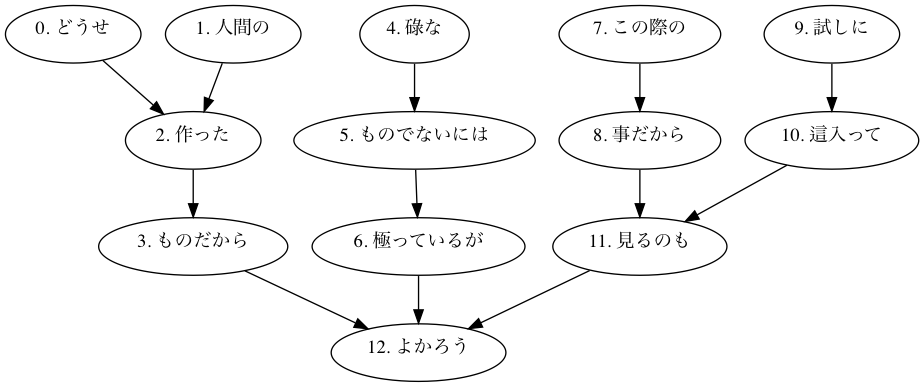 0. どうせ
1. 人間の
4. 碌な
7. この際の
9. 試しに
2. 作った
5. ものでないには
8. 事だから
10. 這入って
3. ものだから
6. 極っているが
11. 見るのも
12. よかろう